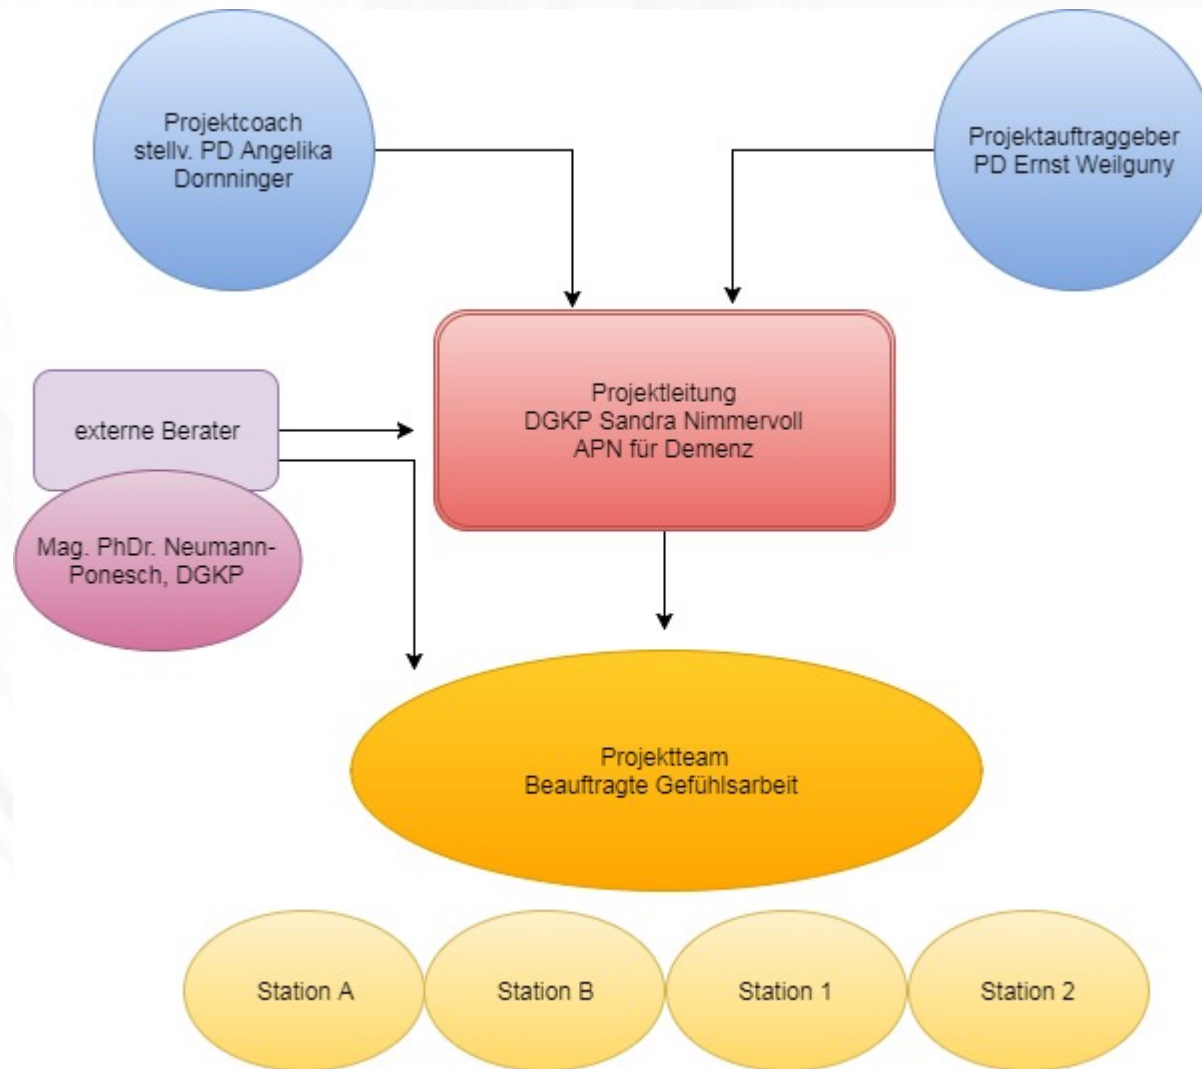 Projektcoach
stellv. PD Angelika
Dornninger
Projektauftraggeber
PD Ernst Weilguny
Projektleitung
DGKP Sandra Nimmervoll
APN für Demenz
externe Berater
Mag. PhDr. Neumann-
Ponesch, DGKP
Projektteam
Beauftragte Gefühlsarbeit
Station A
Station B
Station 1
Station 2